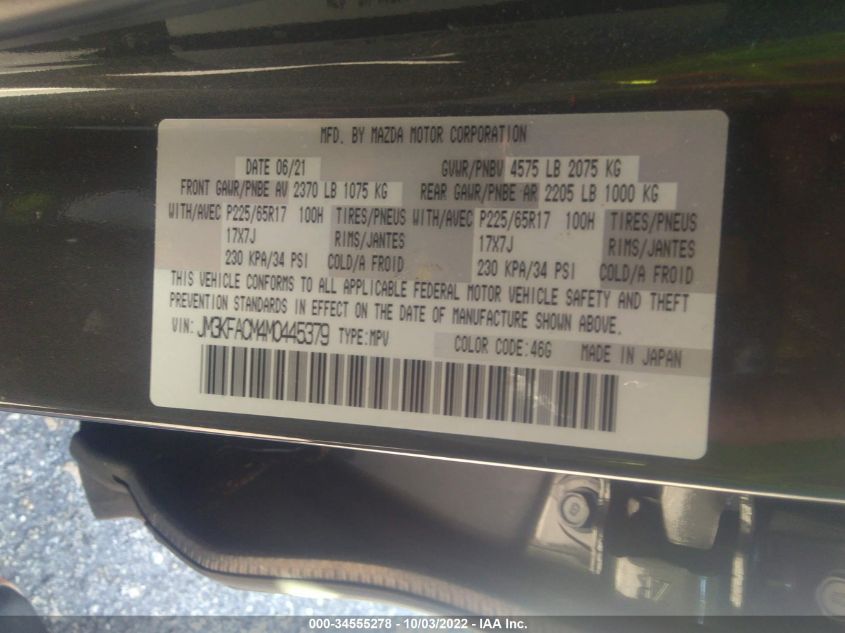 MFD. BY MAZDA MOTOR CORPORATION
DATE 06/21 GVWR/PNBV 4575 LB 2075 KG
FRONT GAWR/PNBE AV 2370 LB 1075 KG REAR GAWR/PNBE AR 2205 LB 1000 KG
WITH/AVEC P225/65R17 100H TIRES/PNEUS WITH/AVEC P225/65R17 100H TIRES/PNEUS
17X7J RIMS/JANTES 17X7J RIMS/JANTES
230 KPA/34 PSI COLD/A FROID 230 KPA/34 PSI COLD/A FROID
THIS VEHICLE CONFORMS TO ALL APPLICABLE FEDERAL MOTOR VEHICLE SAFETY AND THEFT
PREVENTION STANDARDS IN EFFECT ON THE DATE OF MANUFACTURE SHOWN ABOVE.
VIN: JM3KFACM4M0445379 TYPE:MPV COLOR CODE:46G MADE IN JAPAN
000-34555278 - 10/03/2022 - IAA Inc.